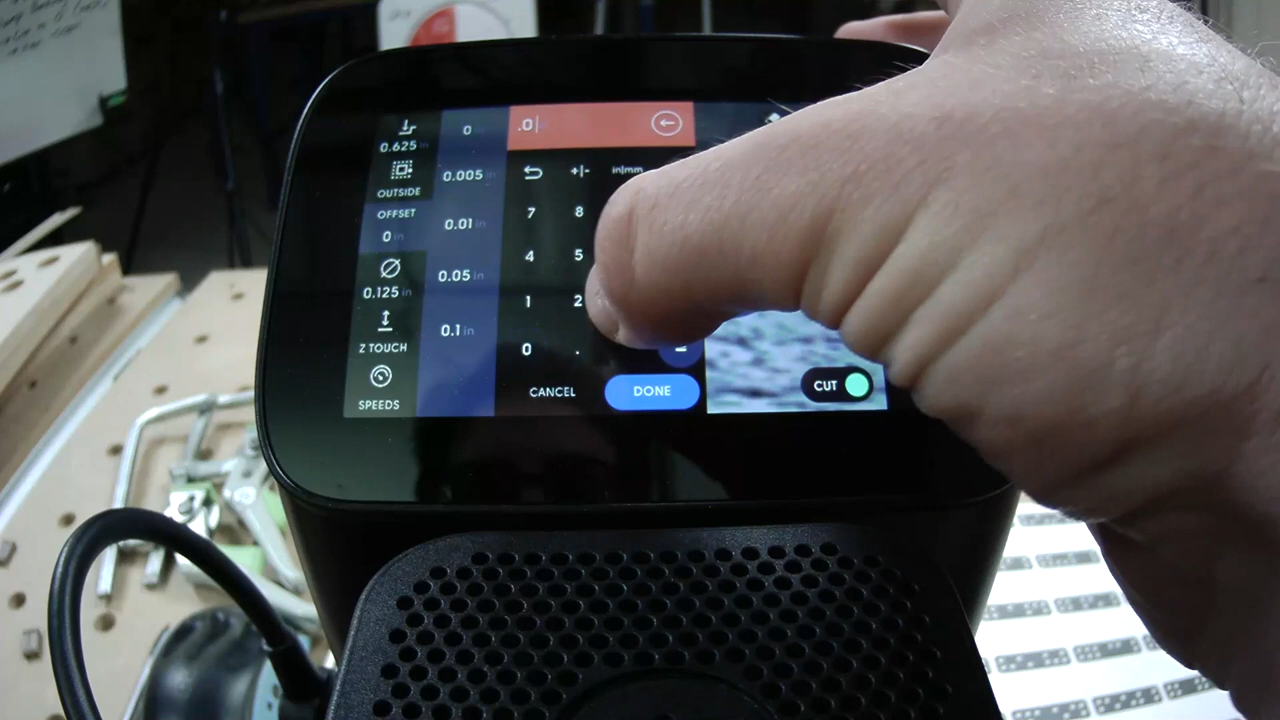 0.625 in
OUTSIDE
OFFSET
0 in
0.125 in
Z TOUCH
SPEEDS
0
0.005 in
0.01 in
0.05 in
0.1 in
.0
+|- in|mm
7 8
4 5
1 2
0 .
CANCEL DONE
CUT